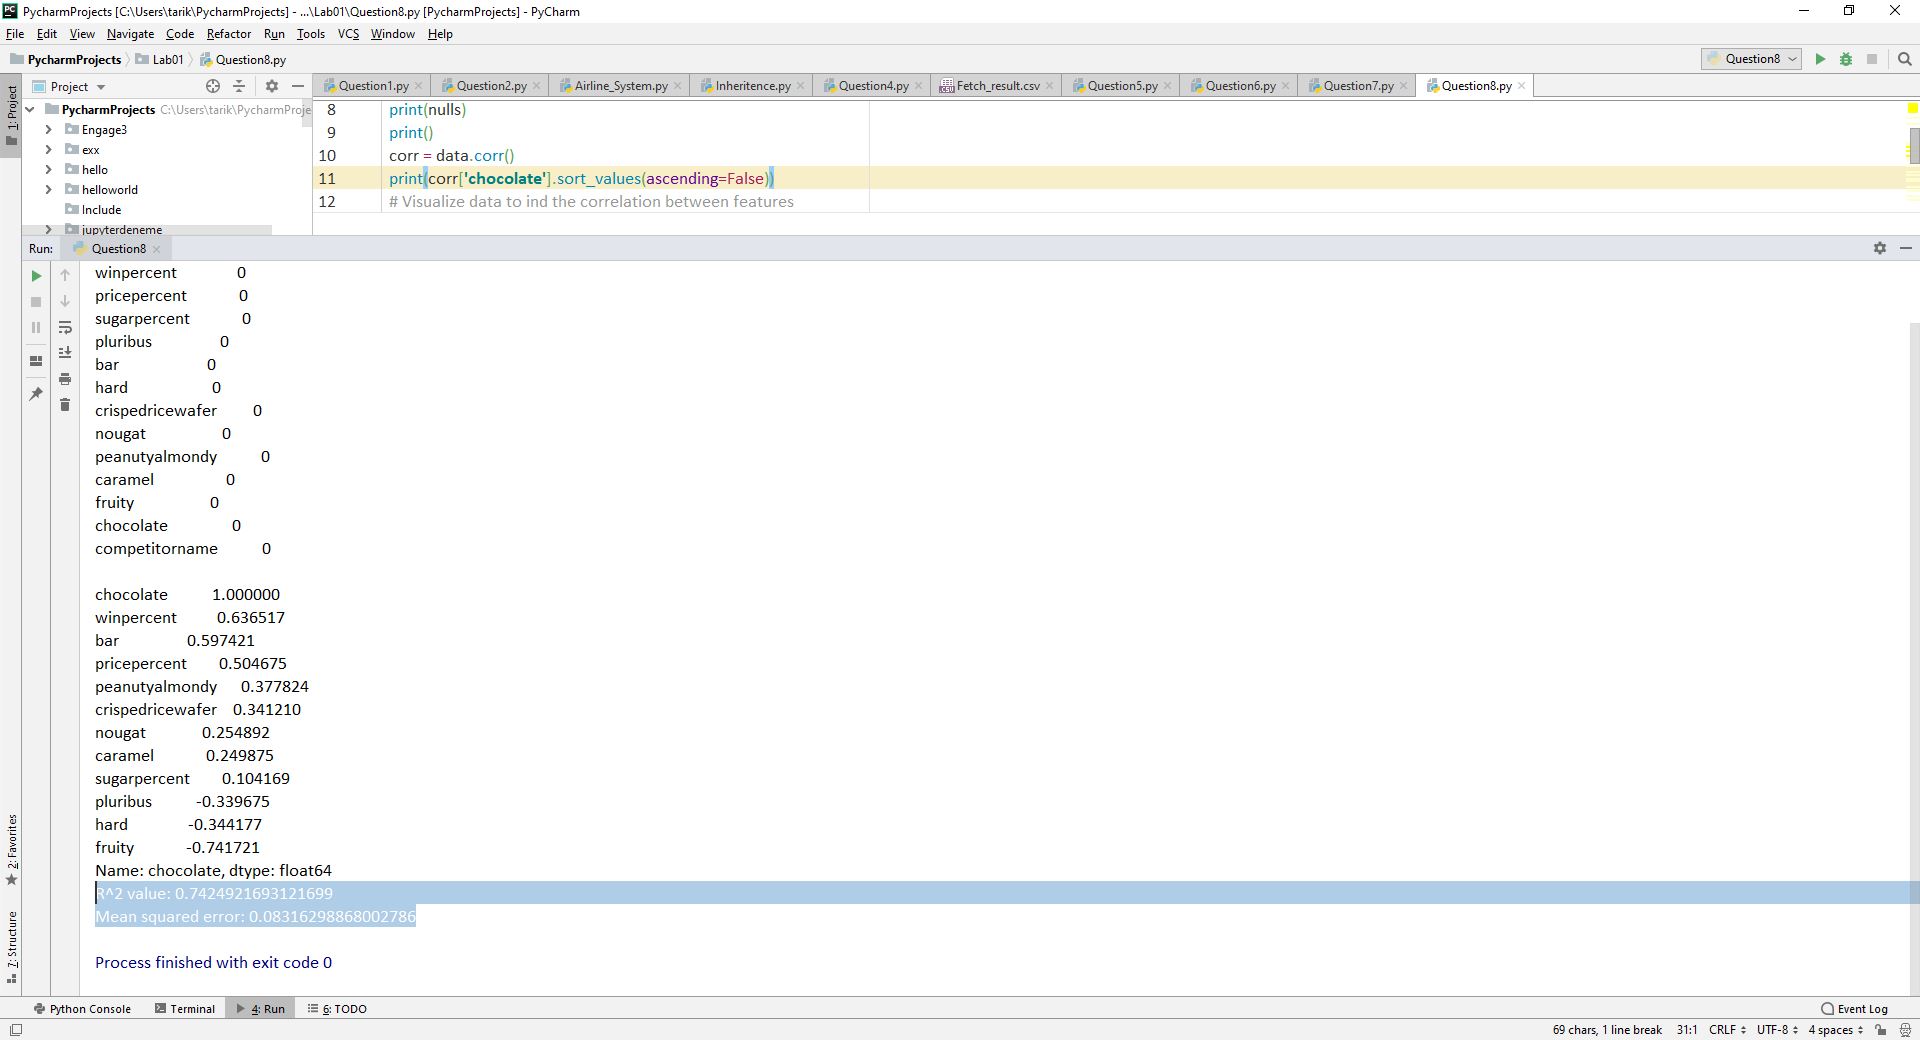 PycharmProjects [C:\Users\tarik\PycharmProjects] - ...\Lab01\Question8.py [PycharmProjects] - PyCharm
File Edit View Navigate Code Refactor Run Tools VCS Window Help
PycharmProjects Lab01 Question8.py Question8
Project Question1.py Question2.py Airline_System.py Inheritence.py Question4.py Fetch_result.csv Question5.py Question6.py Question7.py Question8.py
1: Project
PycharmProjects C:\Users\tarik\PycharmProje
Engage3
exx
hello
helloworld
Include
jupyterdeneme
8 print(nulls)
9 print()
10 corr = data.corr()
11 print(corr['chocolate'].sort_values(ascending=False))
12 # Visualize data to ind the correlation between features
Run: Question8
winpercent 0
pricepercent 0
sugarpercent 0
pluribus 0
bar 0
hard 0
crispedricewafer 0
nougat 0
peanutyalmondy 0
caramel 0
fruity 0
chocolate 0
competitorname 0
chocolate 1.000000
winpercent 0.636517
bar 0.597421
pricepercent 0.504675
peanutyalmondy 0.377824
crispedricewafer 0.341210
nougat 0.254892
caramel 0.249875
sugarpercent 0.104169
pluribus -0.339675
hard -0.344177
fruity -0.741721
Name: chocolate, dtype: float64
R^2 value: 0.7424921693121699
Mean squared error: 0.08316298868002786
Process finished with exit code 0
2: Favorites
7: Structure
Python Console Terminal 4: Run 6: TODO Event Log
69 chars, 1 line break 31:1 CRLF UTF-8 4 spaces